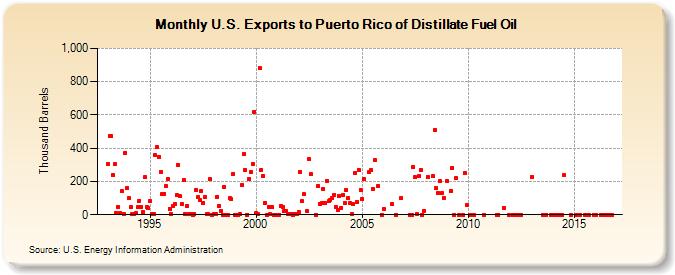 Monthly U.S. Exports to Puerto Rico of Distillate Fuel Oil
Thousand Barrels
1,000
800
600
400
200
0
1995 2000 2005 2010 2015
Source: U.S. Energy Information Administration